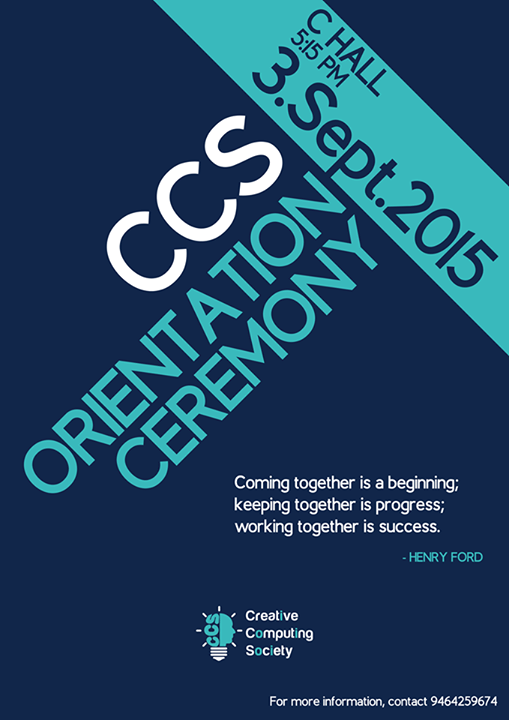 C HALL
5:15 PM
3.Sept.2015
CCS
ORIENTATION
CEREMONY
Coming together is a beginning;
keeping together is progress;
working together is success.
- HENRY FORD
CCS
Creative
Computing
Society
For more information, contact 9464259674